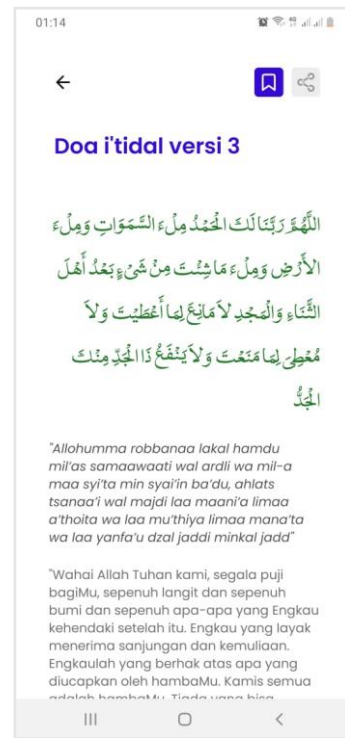 01:14
Doa i'tidal versi 3
اللَّهُمَّ رَبَّنَا لَكَ الْحَمْدُ مِلْءَ السَّمَوَاتِ وَمِلْءَ
الأَرْضِ وَمِلْءَ مَا شِئْتَ مِنْ شَىْءٍ بَعْدُ أَهْلَ
الثَّنَاءِ وَالْمَجْدِ لاَ مَانِعَ لِمَا أَعْطَيْتَ وَلاَ
مُعْطِىَ لِمَا مَنَعْتَ وَلاَ يَنْفَعُ ذَا الْجَدِّ مِنْكَ
الْجَدُّ
"Allohumma robbanaa lakal hamdu
mil'as samaawaati wal ardli wa mil-a
maa syi'ta min syai'in ba'du, ahlats
tsanaa'i wal majdi laa maani'a limaa
a'thoita wa laa mu'thiya limaa mana'ta
wa laa yanfa'u dzal jaddi minkal jadd"
"Wahai Allah Tuhan kami, segala puji
bagiMu, sepenuh langit dan sepenuh
bumi dan sepenuh apa-apa yang Engkau
kehendaki setelah itu. Engkau yang layak
menerima sanjungan dan kemuliaan.
Engkaulah yang berhak atas apa yang
diucapkan oleh hambaMu. Kamis semua
adalah hambaMu. Tiada yang bisa